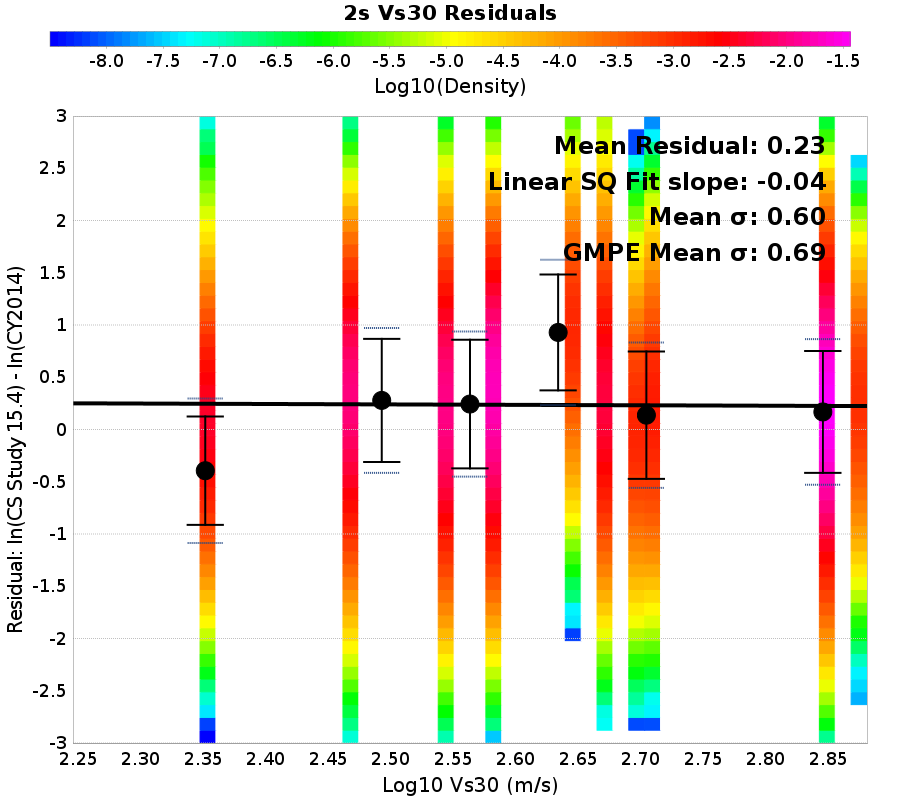 2s Vs30 Residuals
-8.0 -7.5 -7.0 -6.5 -6.0 -5.5 -5.0 -4.5 -4.0 -3.5 -3.0 -2.5 -2.0 -1.5
Log10(Density)
Mean Residual: 0.23
Linear SQ Fit slope: -0.04
Mean σ: 0.60
GMPE Mean σ: 0.69
Residual: ln(CS Study 15.4) - ln(CY2014)
3
2.5
2
1.5
1
0.5
0
-0.5
-1
-1.5
-2
-2.5
-3
2.25 2.30 2.35 2.40 2.45 2.50 2.55 2.60 2.65 2.70 2.75 2.80 2.85
Log10 Vs30 (m/s)